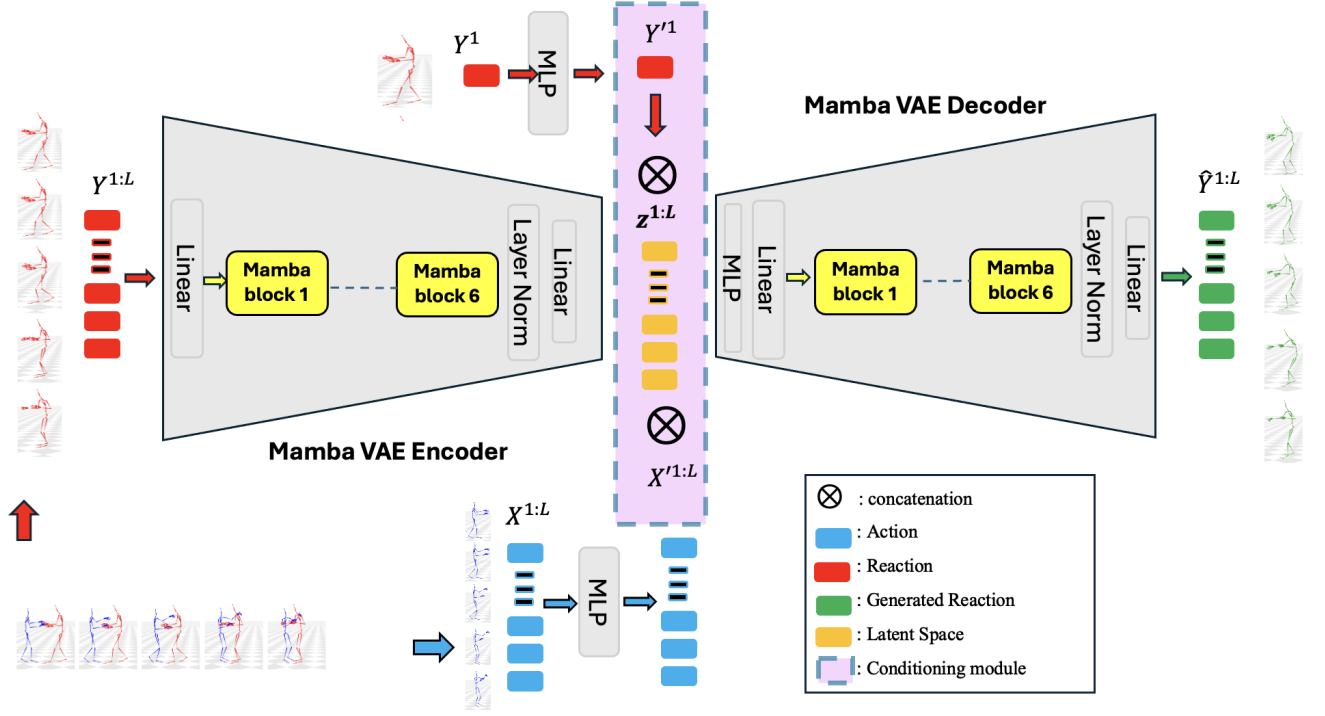 Y¹
MLP
Y′¹
Mamba VAE Decoder
Y^{1:L}
Linear
Mamba
block 1
Mamba
block 6
Layer Norm
Linear
z^{1:L}
MLP
Linear
Mamba
block 1
Mamba
block 6
Layer Norm
Linear
Ŷ^{1:L}
Mamba VAE Encoder
X′^{1:L}
X^{1:L}
MLP
: concatenation
: Action
: Reaction
: Generated Reaction
: Latent Space
: Conditioning module